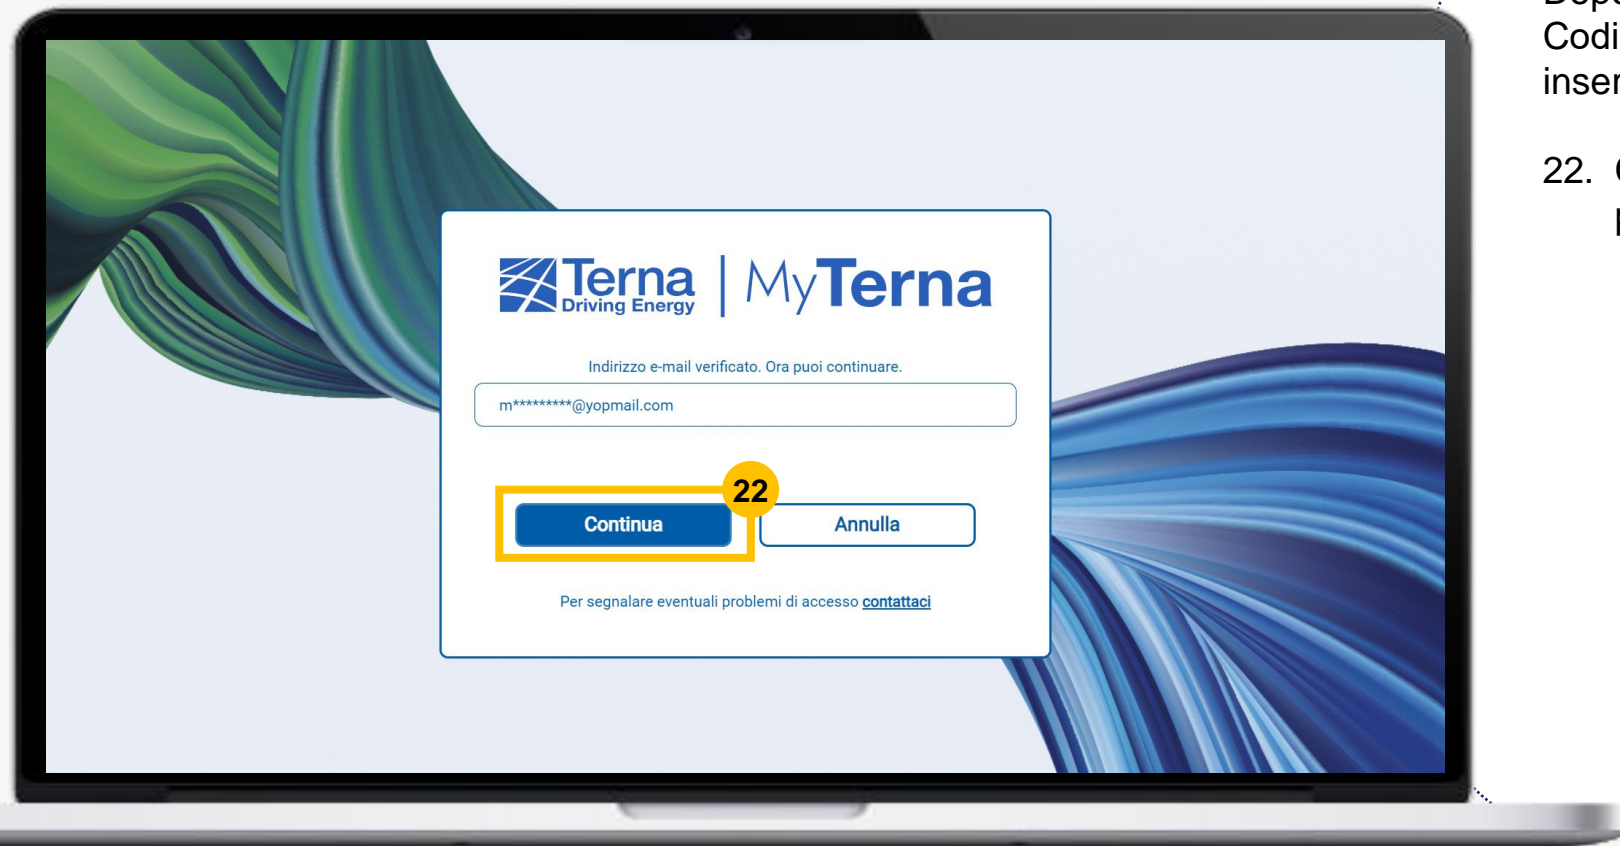 Codi
inser
22.
Terna
Driving Energy
MyTerna
Indirizzo e-mail verificato. Ora puoi continuare.
m*********@yopmail.com
22
Continua
Annulla
Per segnalare eventuali problemi di accesso contattaci